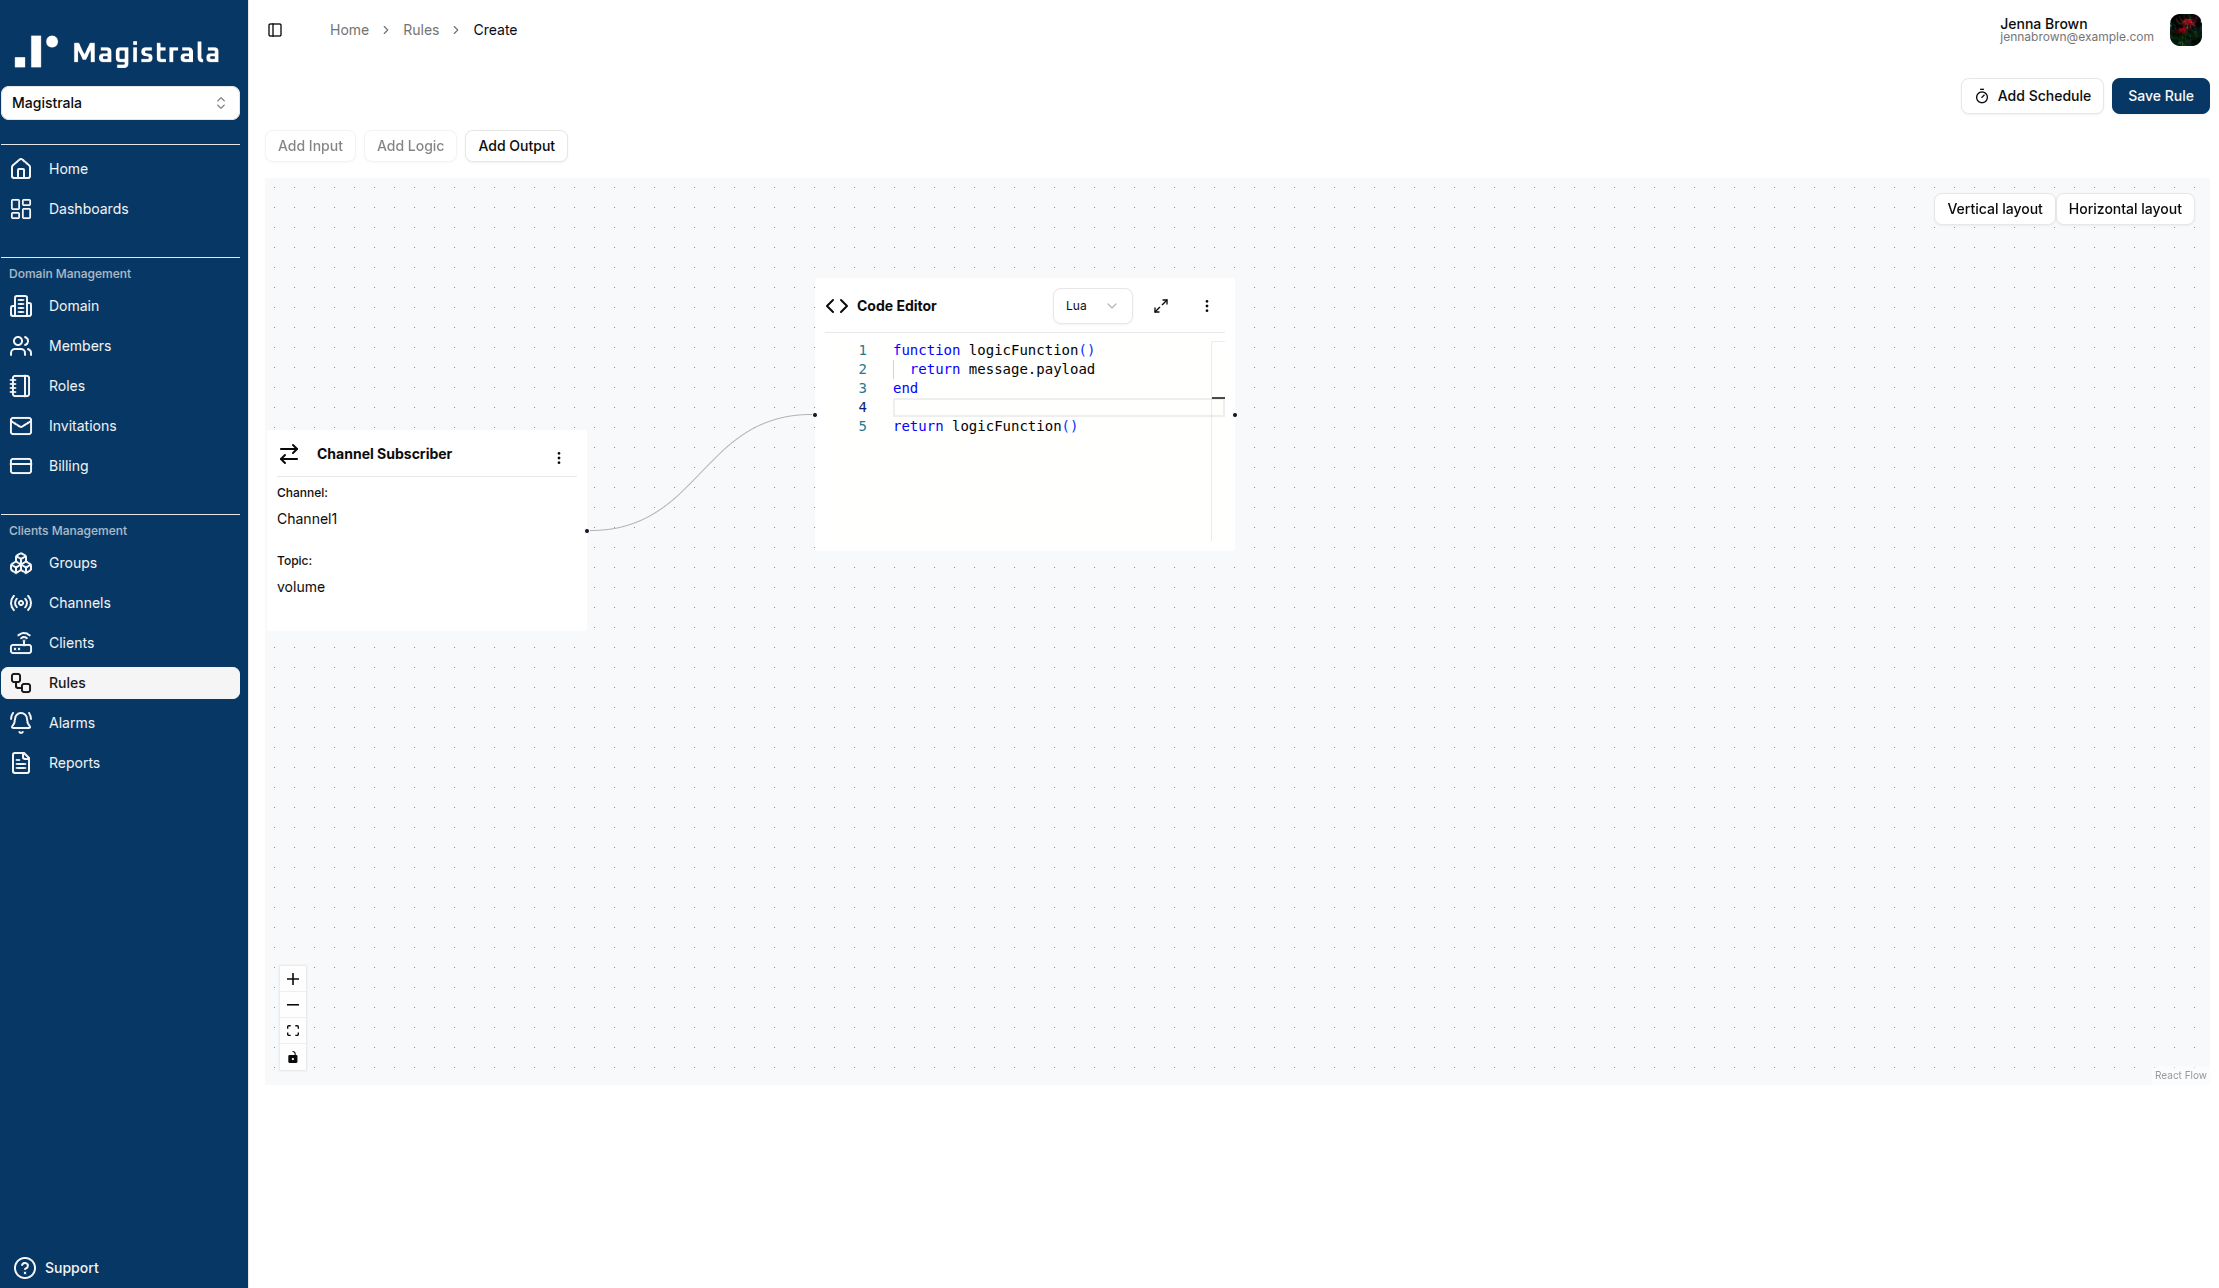 Magistrala
Magistrala
Home
Dashboards
Domain Management
Domain
Members
Roles
Invitations
Billing
Clients Management
Groups
Channels
Clients
Rules
Alarms
Reports
Support
Home > Rules > Create
Jenna Brown
jennabrown@example.com
Add Schedule
Save Rule
Add Input
Add Logic
Add Output
Vertical layout
Horizontal layout
Channel Subscriber
Channel:
Channel1
Topic:
volume
Code Editor
Lua
1 function logicFunction()
2 return message.payload
3 end
4
5 return logicFunction()
React Flow